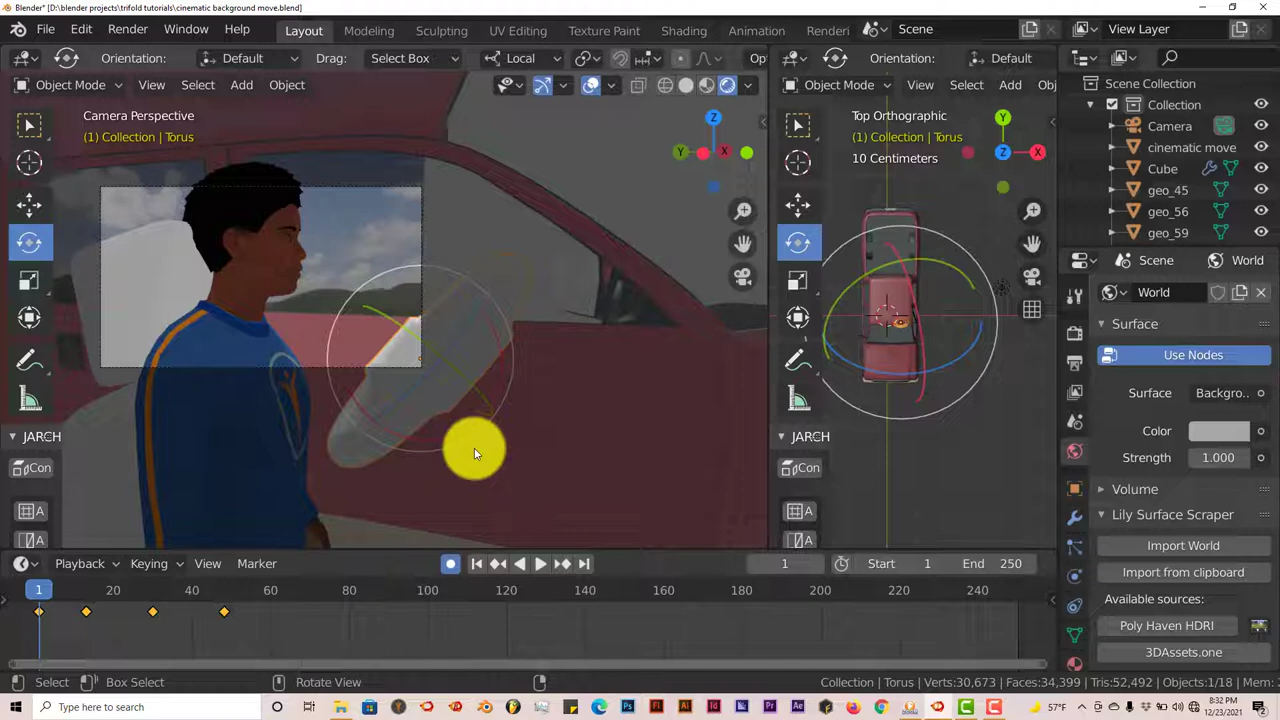 Blender* [D:\blender projects\trifold tutorials\cinematic background move.blend]
File Edit Render Window Help Layout Modeling Sculpting UV Editing Texture Paint Shading Animation Renderi Scene View Layer
Orientation: Default Drag: Select Box Local Opt Orientation: Default
Object Mode View Select Add Object Object Mode View Select Add Obj Scene Collection
Camera Perspective Top Orthographic Collection
(1) Collection | Torus (1) Collection | Torus Camera
10 Centimeters cinematic move
Cube
geo_45
geo_56
geo_59
Z Y X Y Z X
Scene World
World
Surface
Use Nodes
Surface Backgro..
Color
Strength 1.000
JARCH JARCH
Con Con
Volume
Lily Surface Scraper
A A
Import World
A A
Playback Keying View Marker 1 Start 1 End 250
Import from clipboard
1 20 40 60 80 100 120 140 160 180 200 220 240
Available sources:
Poly Haven HDRI
3DAssets.one
Select Box Select Rotate View Collection | Torus Verts:30,673 Faces:34,399 Tris:52,492 Objects:1/18 Mem:
Type here to search 57°F 8:32 PM
12/23/2021